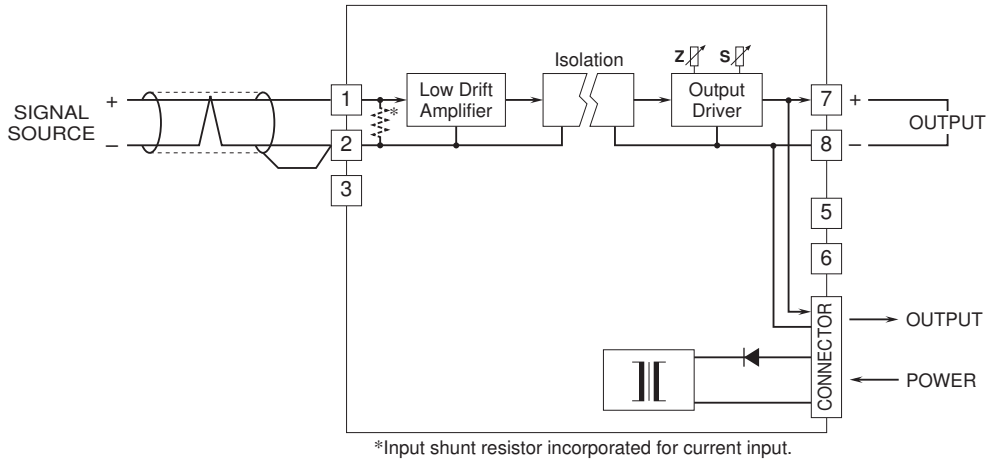 Isolation
Z S
SIGNAL
SOURCE
+
–
1
2
3
*
Low Drift
Amplifier
Output
Driver
7
8
+
–
OUTPUT
5
6
CONNECTOR
OUTPUT
POWER
*Input shunt resistor incorporated for current input.